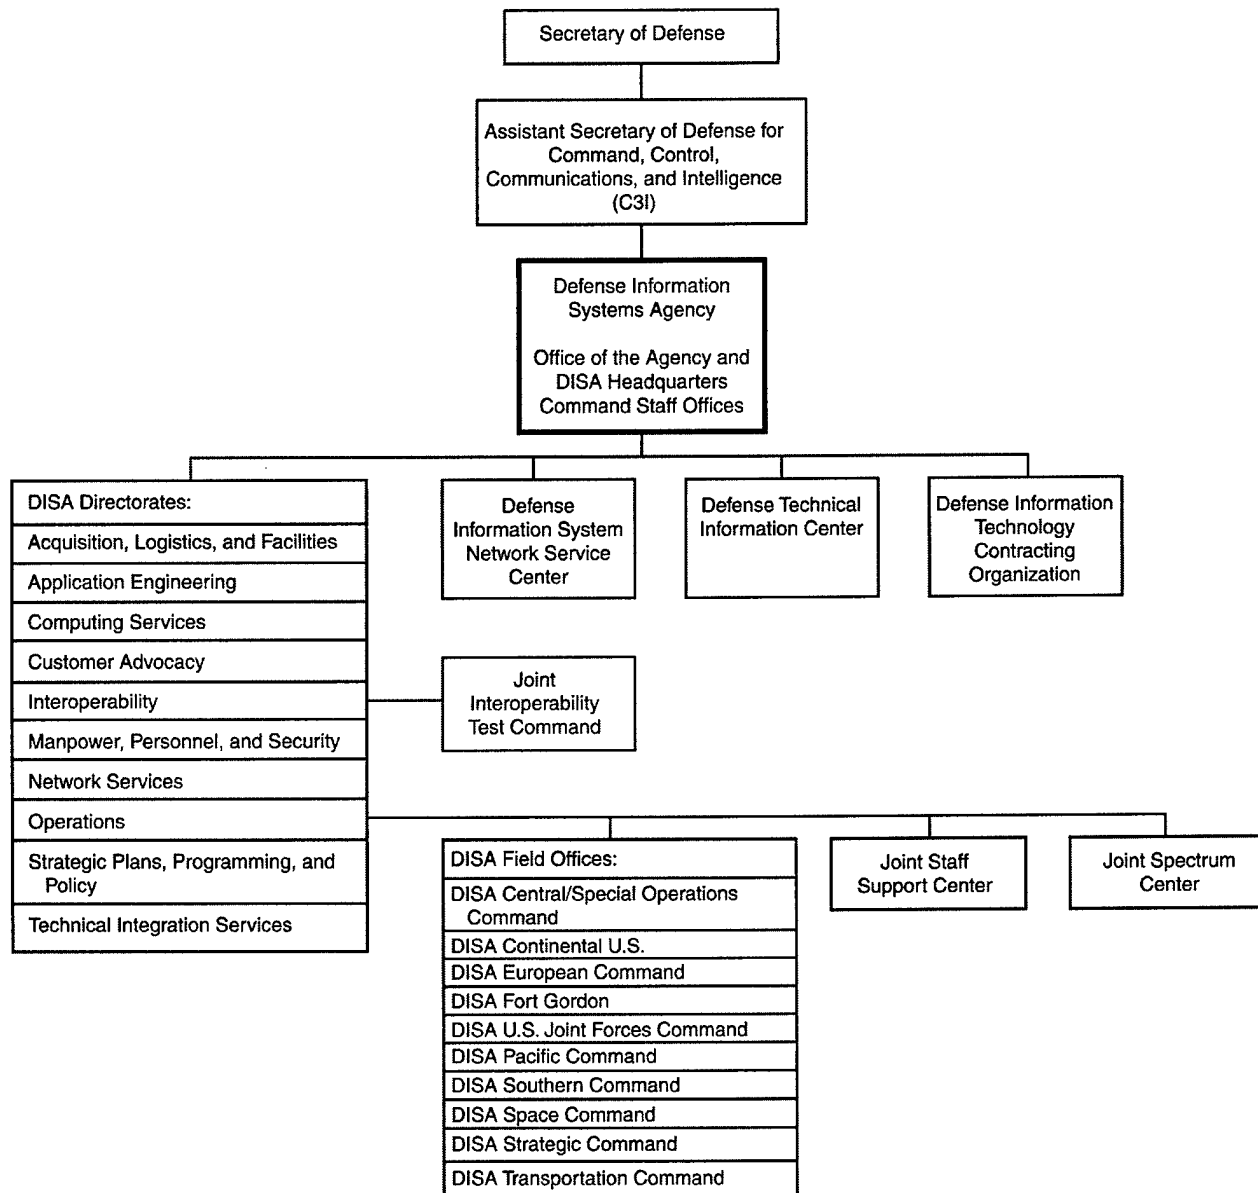 Secretary of Defense
Assistant Secretary of Defense for
Command, Control,
Communications, and Intelligence
(C3I)
Defense Information
Systems Agency
Office of the Agency and
DISA Headquarters
Command Staff Offices
DISA Directorates:
Acquisition, Logistics, and Facilities
Application Engineering
Computing Services
Customer Advocacy
Interoperability
Manpower, Personnel, and Security
Network Services
Operations
Strategic Plans, Programming, and
Policy
Technical Integration Services
Defense
Information System
Network Service
Center
Defense Technical
Information Center
Defense Information
Technology
Contracting
Organization
Joint
Interoperability
Test Command
DISA Field Offices:
DISA Central/Special Operations
Command
DISA Continental U.S.
DISA European Command
DISA Fort Gordon
DISA U.S. Joint Forces Command
DISA Pacific Command
DISA Southern Command
DISA Space Command
DISA Strategic Command
DISA Transportation Command
Joint Staff
Support Center
Joint Spectrum
Center